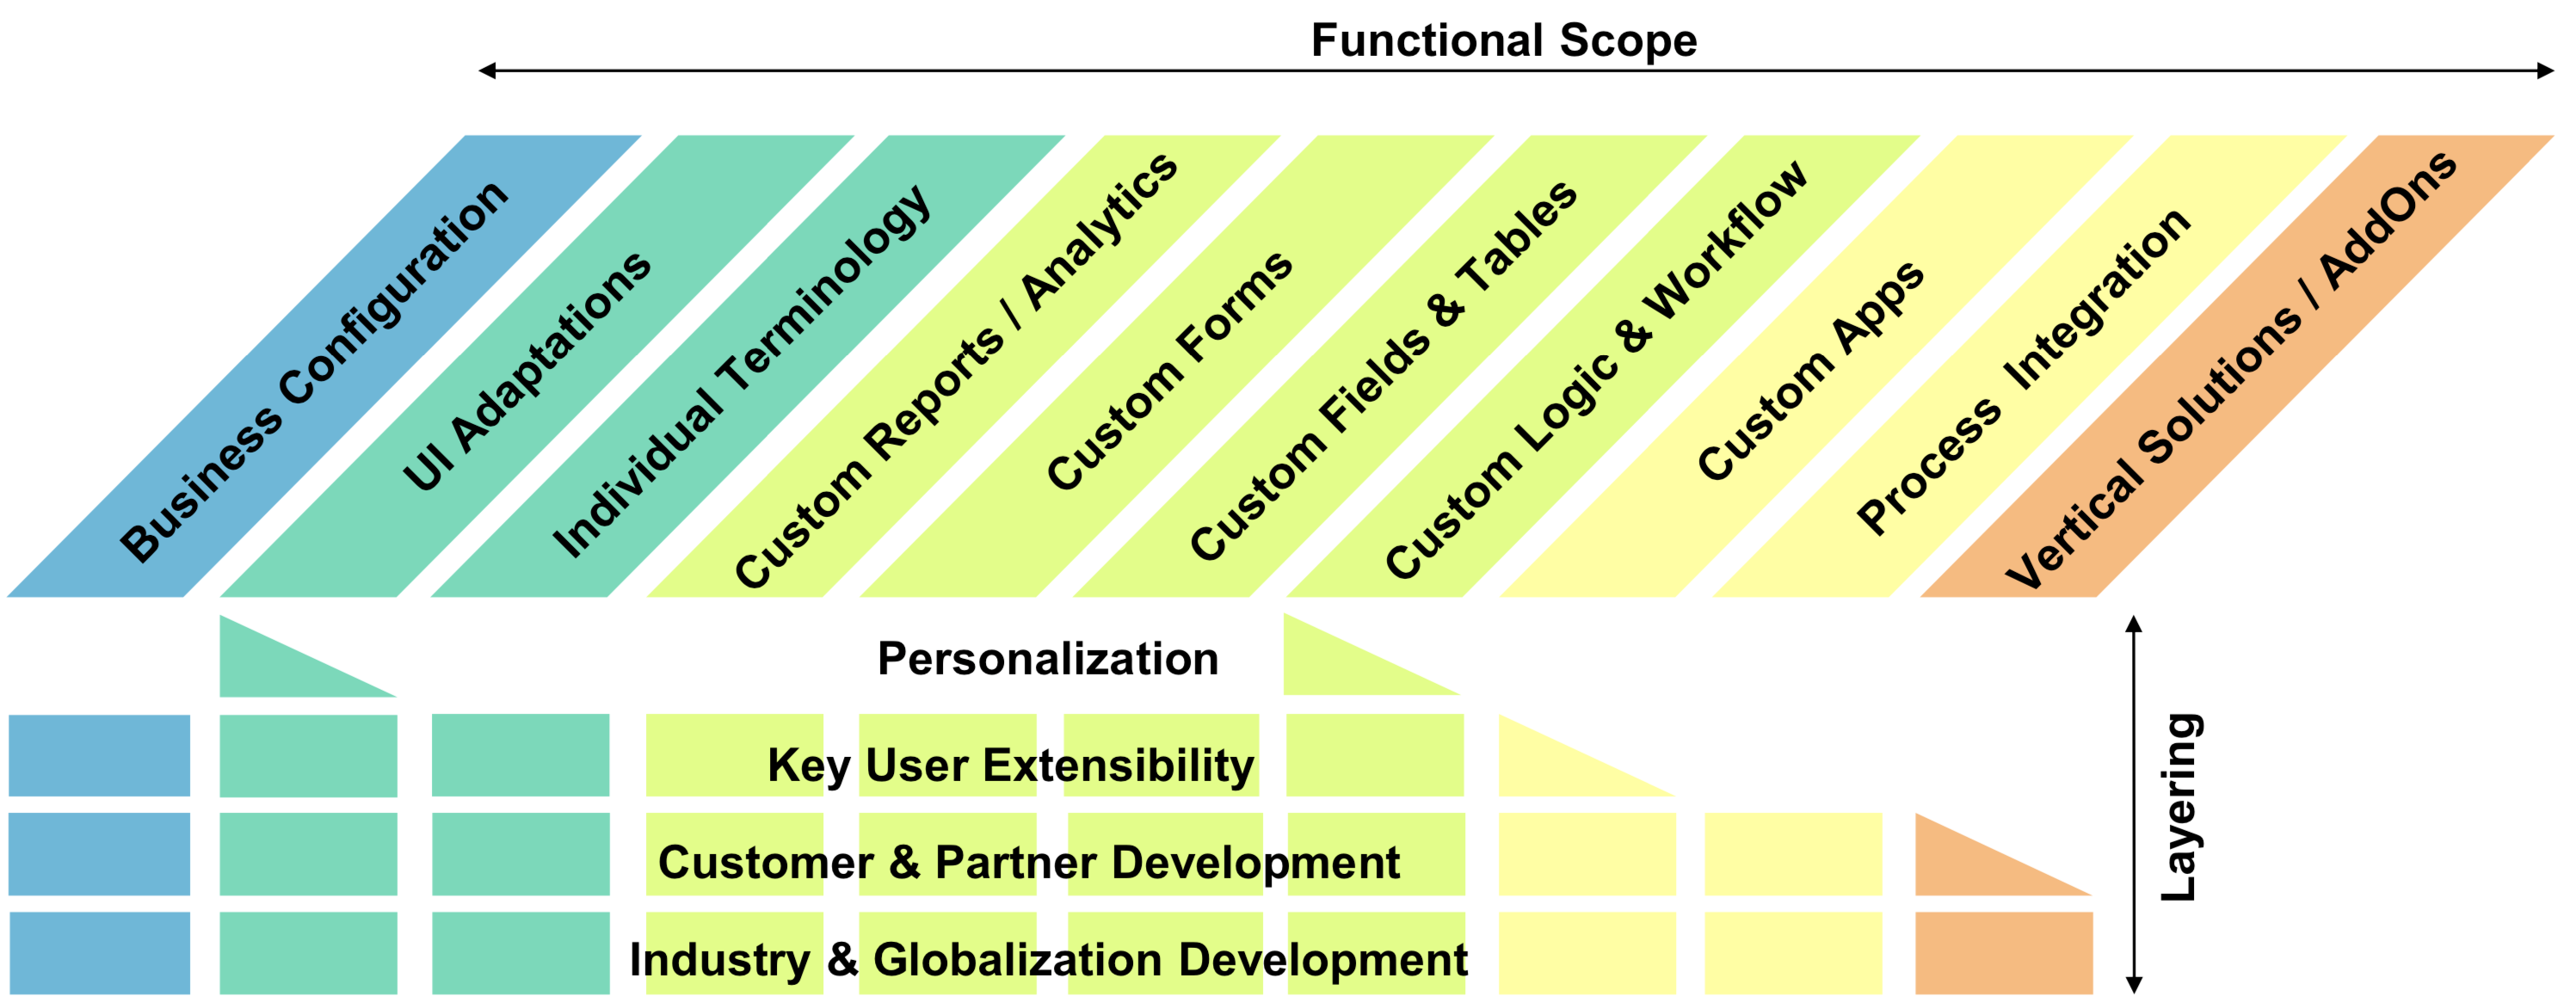 Functional Scope
Business Configuration
UI Adaptations
Individual Terminology
Custom Reports / Analytics
Custom Forms
Custom Fields & Tables
Custom Logic & Workflow
Custom Apps
Process Integration
Vertical Solutions / AddOns
Personalization
Key User Extensibility
Customer & Partner Development
Industry & Globalization Development
Layering